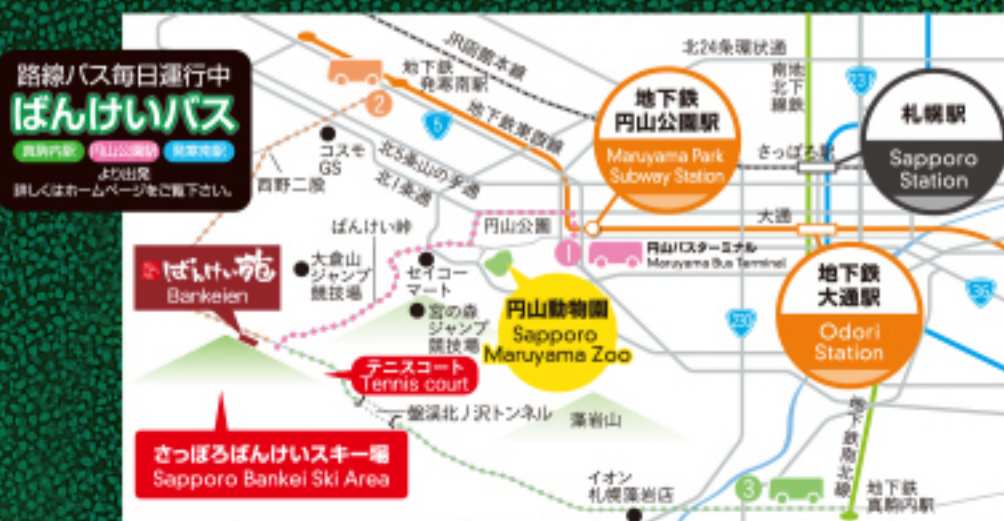 路線バス毎日運行中
ばんけいバス
真駒内駅 円山公園駅 発寒南駅
より出発
詳しくはホームページをご覧下さい。
JR函館本線
北24条環状通
南北線
地下鉄
231
札幌駅
Sapporo
Station
地下鉄
発寒南駅
2
5
地下鉄東西線
地下鉄
円山公園駅
Maruyama Park
Subway Station
さっぽろ駅
コスモ
GS
西野二股
北5条山の手通
北1条通
大通
ばんけい峠
円山公園
1
円山バスターミナル
Maruyama Bus Terminal
ばんけい苑
Bankeien
大倉山
ジャンプ
競技場
セイコー
マート
宮の森
ジャンプ
競技場
円山動物園
Sapporo
Maruyama Zoo
230
36
地下鉄
大通駅
Odori
Station
テニスコート
Tennis court
盤渓北ノ沢トンネル
藻岩山
さっぽろばんけいスキー場
Sapporo Bankei Ski Area
イオン
札幌藻岩店
3
地下鉄南北線
地下鉄
真駒内駅